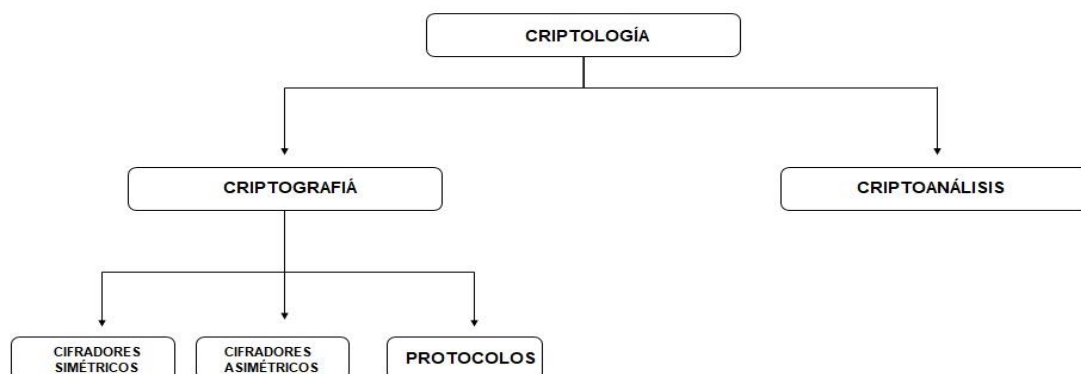 CRIPTOLOGÍA
CRIPTOGRAFIÁ
CRIPTOANÁLISIS
CIFRADORES
SIMÉTRICOS
CIFRADORES
ASIMÉTRICOS
PROTOCOLOS